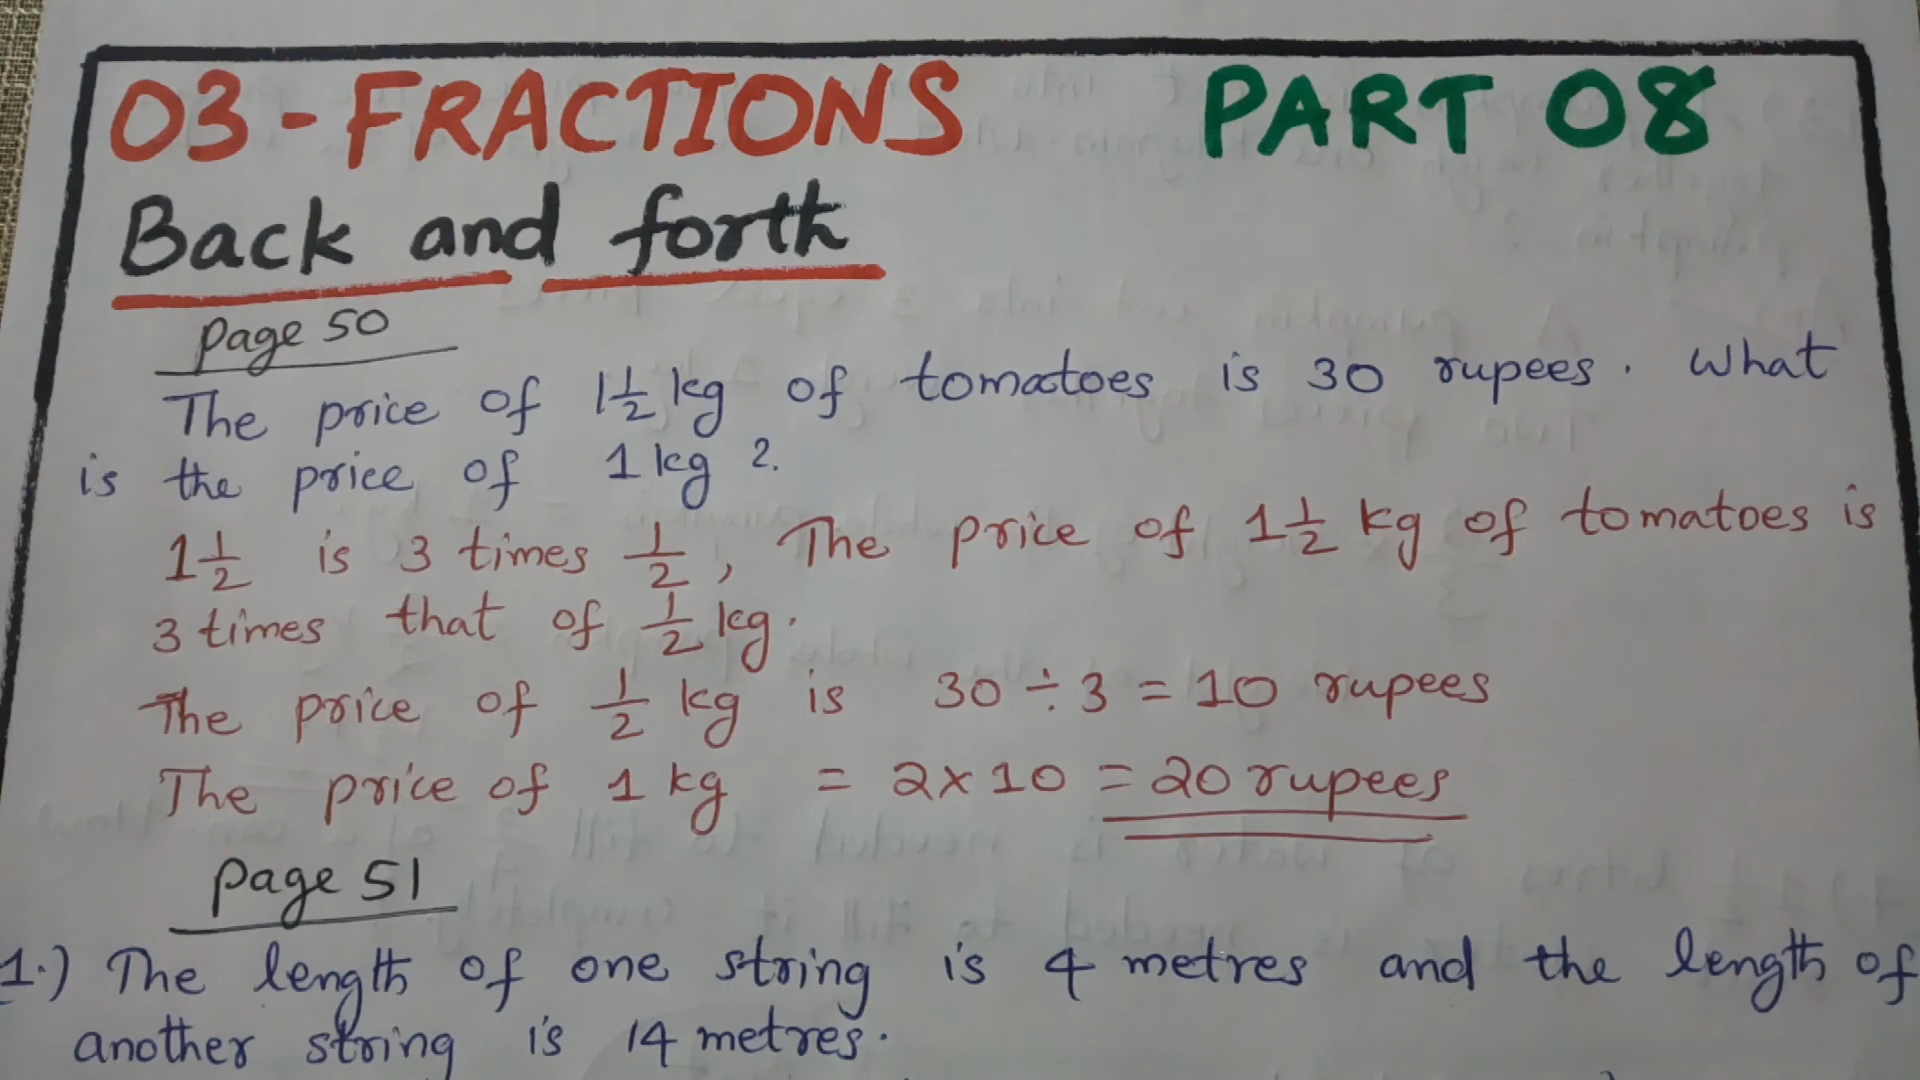 03-FRACTIONS PART 08
Back and forth
Page 50
The price of 1½ kg of tomatoes is 30 rupees. What
is the price of 1 kg ?.
1½ is 3 times ½, The price of 1½ kg of tomatoes is
3 times that of ½ kg.
The price of ½ kg is 30 ÷ 3 = 10 rupees
The price of 1 kg = 2 x 10 = 20 rupees
Page 51
1.) The length of one string is 4 metres and the length of
another string is 14 metres.